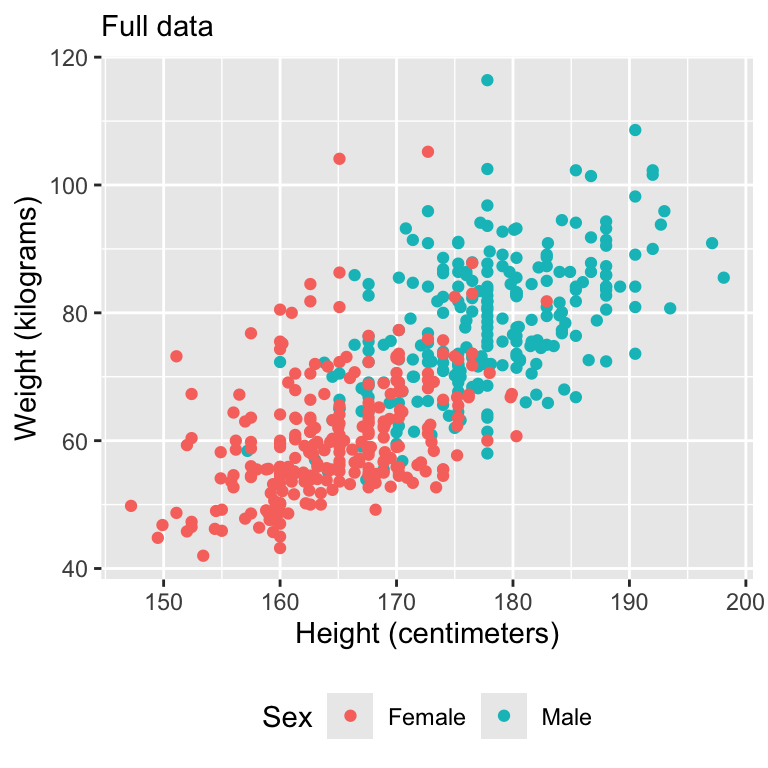 Full data
120
100
80
60
40
Weight (kilograms)
150 160 170 180 190 200
Height (centimeters)
Sex Female Male